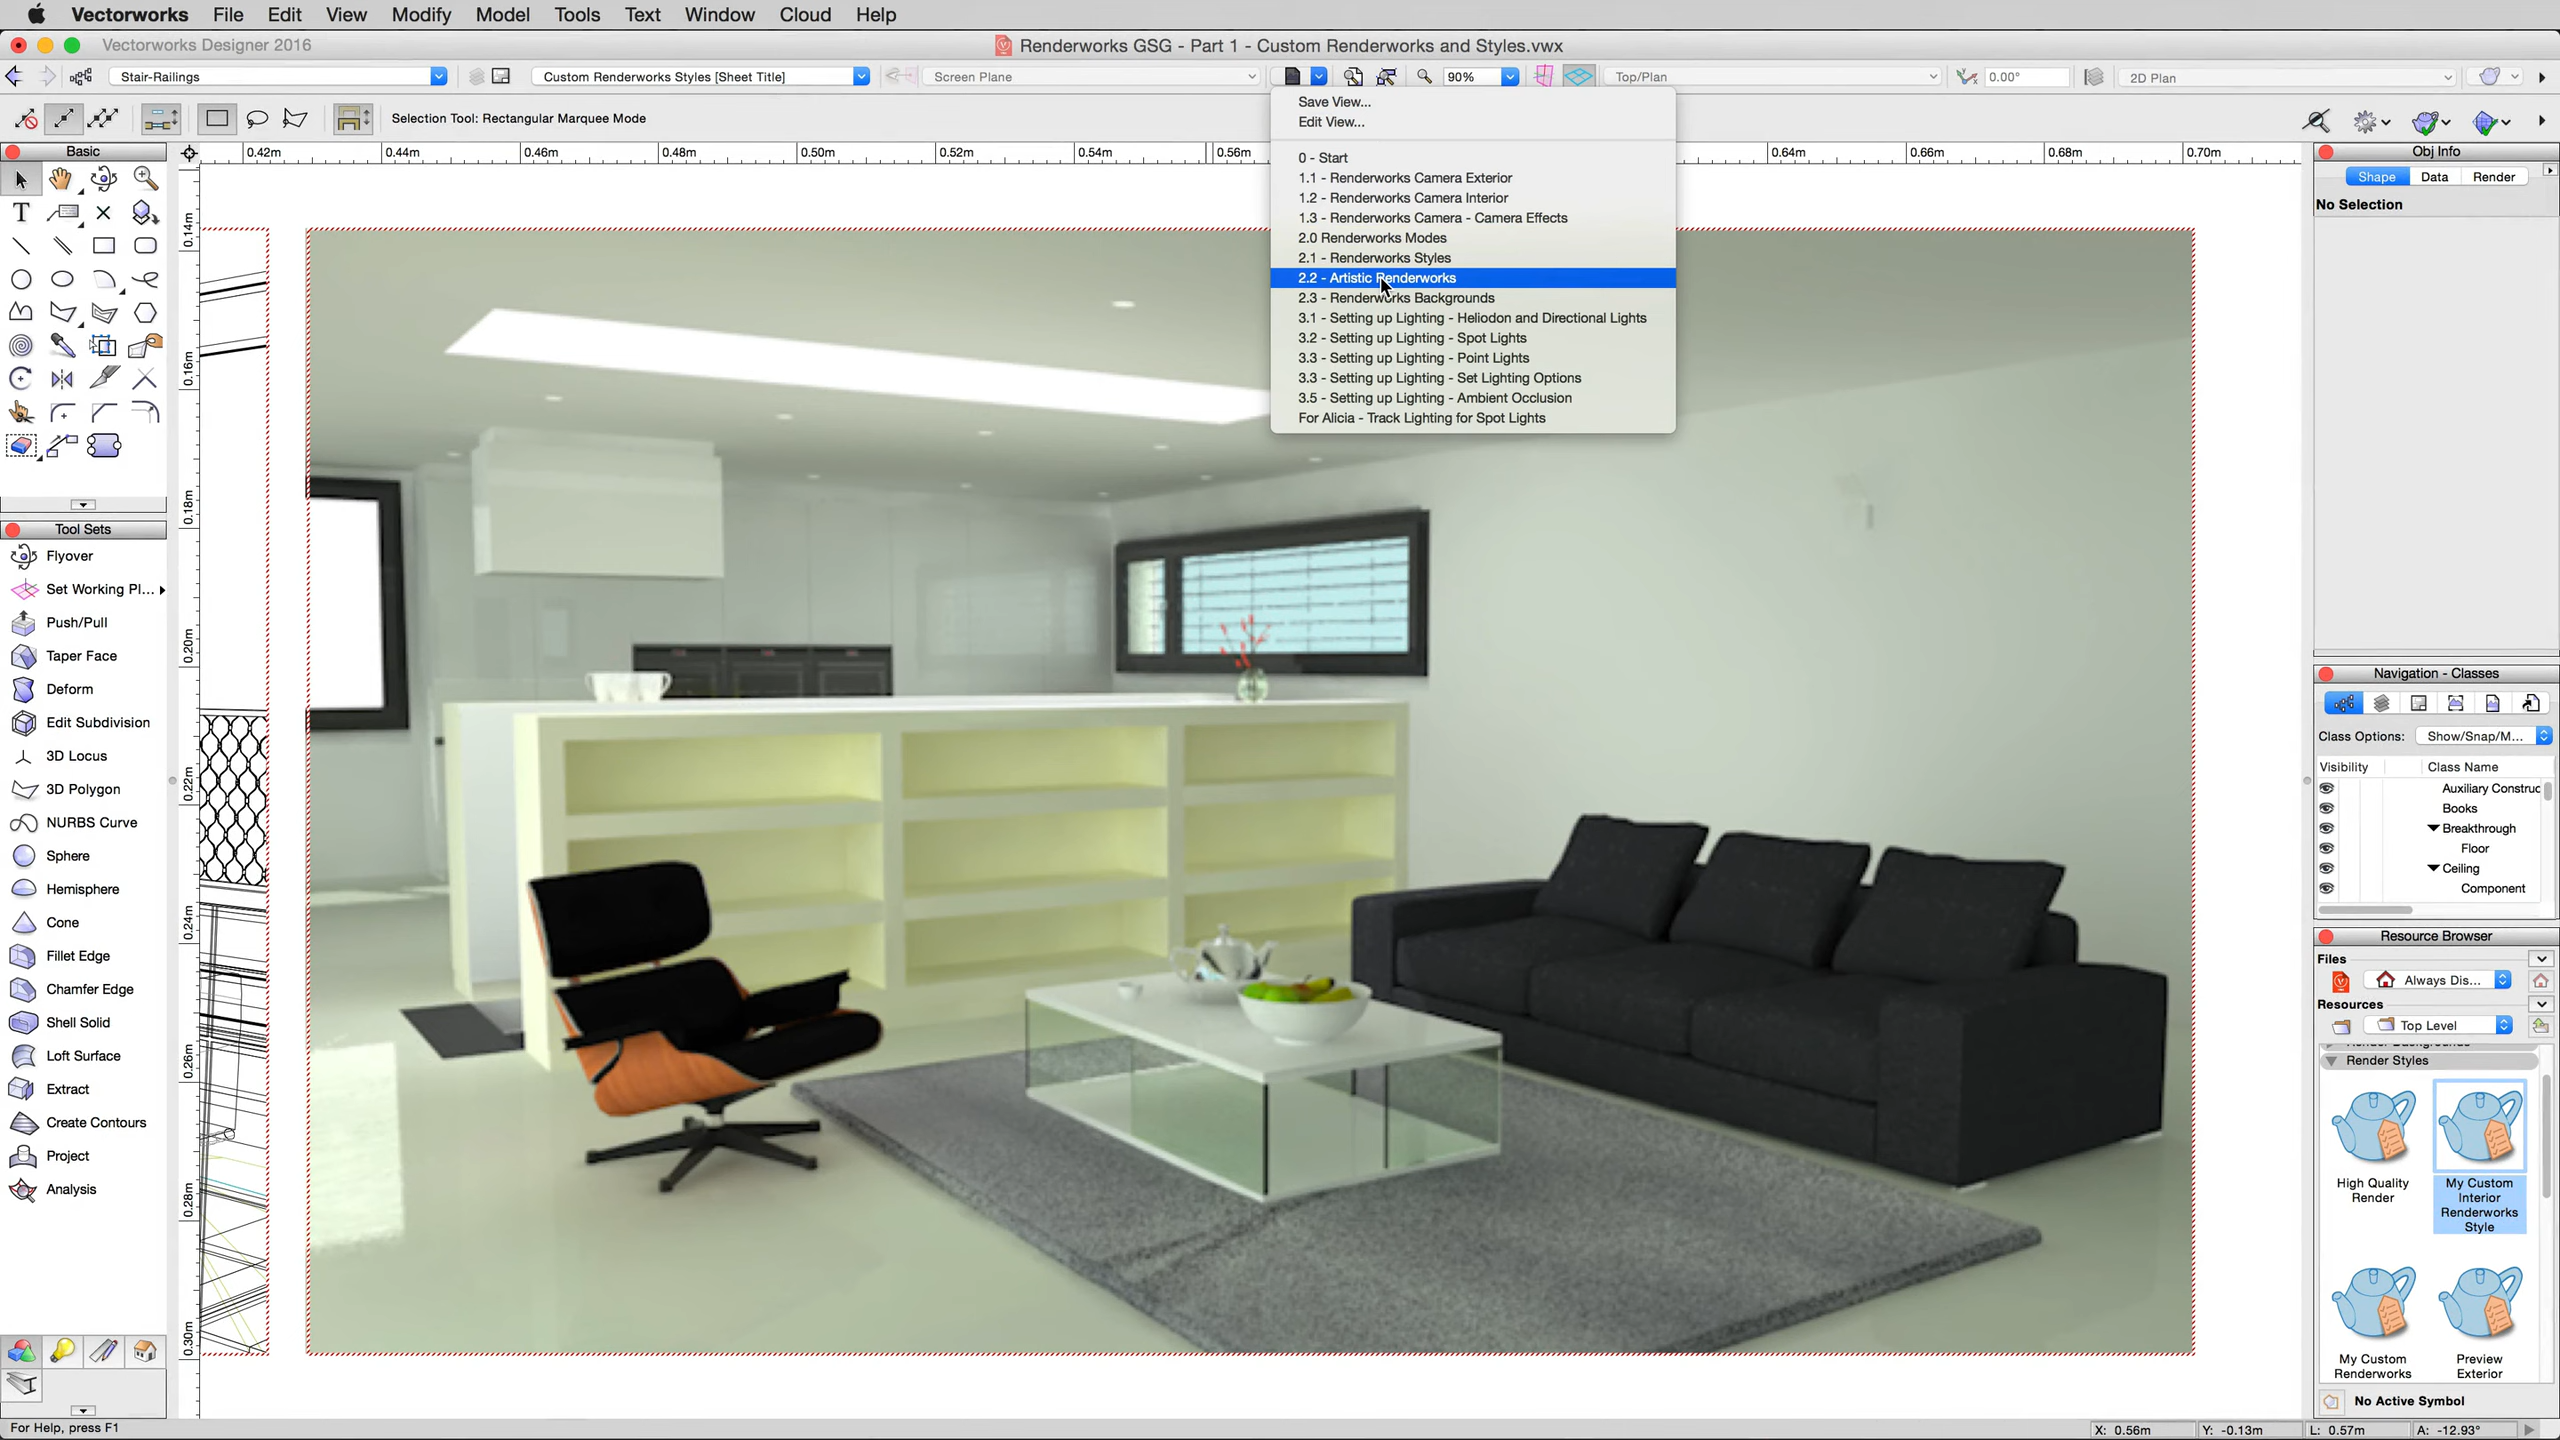 Vectorworks File Edit View Modify Model Tools Text Window Cloud Help
Vectorworks Designer 2016
Renderworks GSG - Part 1 - Custom Renderworks and Styles.vwx
Stair-Railings
Custom Renderworks Styles [Sheet Title]
Screen Plane
90%
Top/Plan
0.00°
2D Plan
Selection Tool: Rectangular Marquee Mode
Save View...
Edit View...
0 - Start
1.1 - Renderworks Camera Exterior
1.2 - Renderworks Camera Interior
1.3 - Renderworks Camera - Camera Effects
2.0 Renderworks Modes
2.1 - Renderworks Styles
2.2 - Artistic Renderworks
2.3 - Renderworks Backgrounds
3.1 - Setting up Lighting - Heliodon and Directional Lights
3.2 - Setting up Lighting - Spot Lights
3.3 - Setting up Lighting - Point Lights
3.3 - Setting up Lighting - Set Lighting Options
3.5 - Setting up Lighting - Ambient Occlusion
For Alicia - Track Lighting for Spot Lights
0.42m 0.44m 0.46m 0.48m 0.50m 0.52m 0.54m 0.56m 0.64m 0.66m 0.68m 0.70m
0.14m
0.16m
0.18m
0.20m
0.22m
0.24m
0.26m
0.28m
0.30m
Basic
T
Tool Sets
Flyover
Set Working Pl...
Push/Pull
Taper Face
Deform
Edit Subdivision
3D Locus
3D Polygon
NURBS Curve
Sphere
Hemisphere
Cone
Fillet Edge
Chamfer Edge
Shell Solid
Loft Surface
Extract
Create Contours
Project
Analysis
Obj Info
Shape Data Render
No Selection
Navigation - Classes
Class Options: Show/Snap/M...
Visibility Class Name
Auxiliary Construc
Books
Breakthrough
Floor
Ceiling
Component
Resource Browser
Files
Always Dis...
Resources
Top Level
Render Backgrounds
Render Styles
High Quality
Render
My Custom
Interior
Renderworks
Style
My Custom
Renderworks
Preview
Exterior
No Active Symbol
For Help, press F1
X: 0.56m Y: -0.13m L: 0.57m A: -12.93°